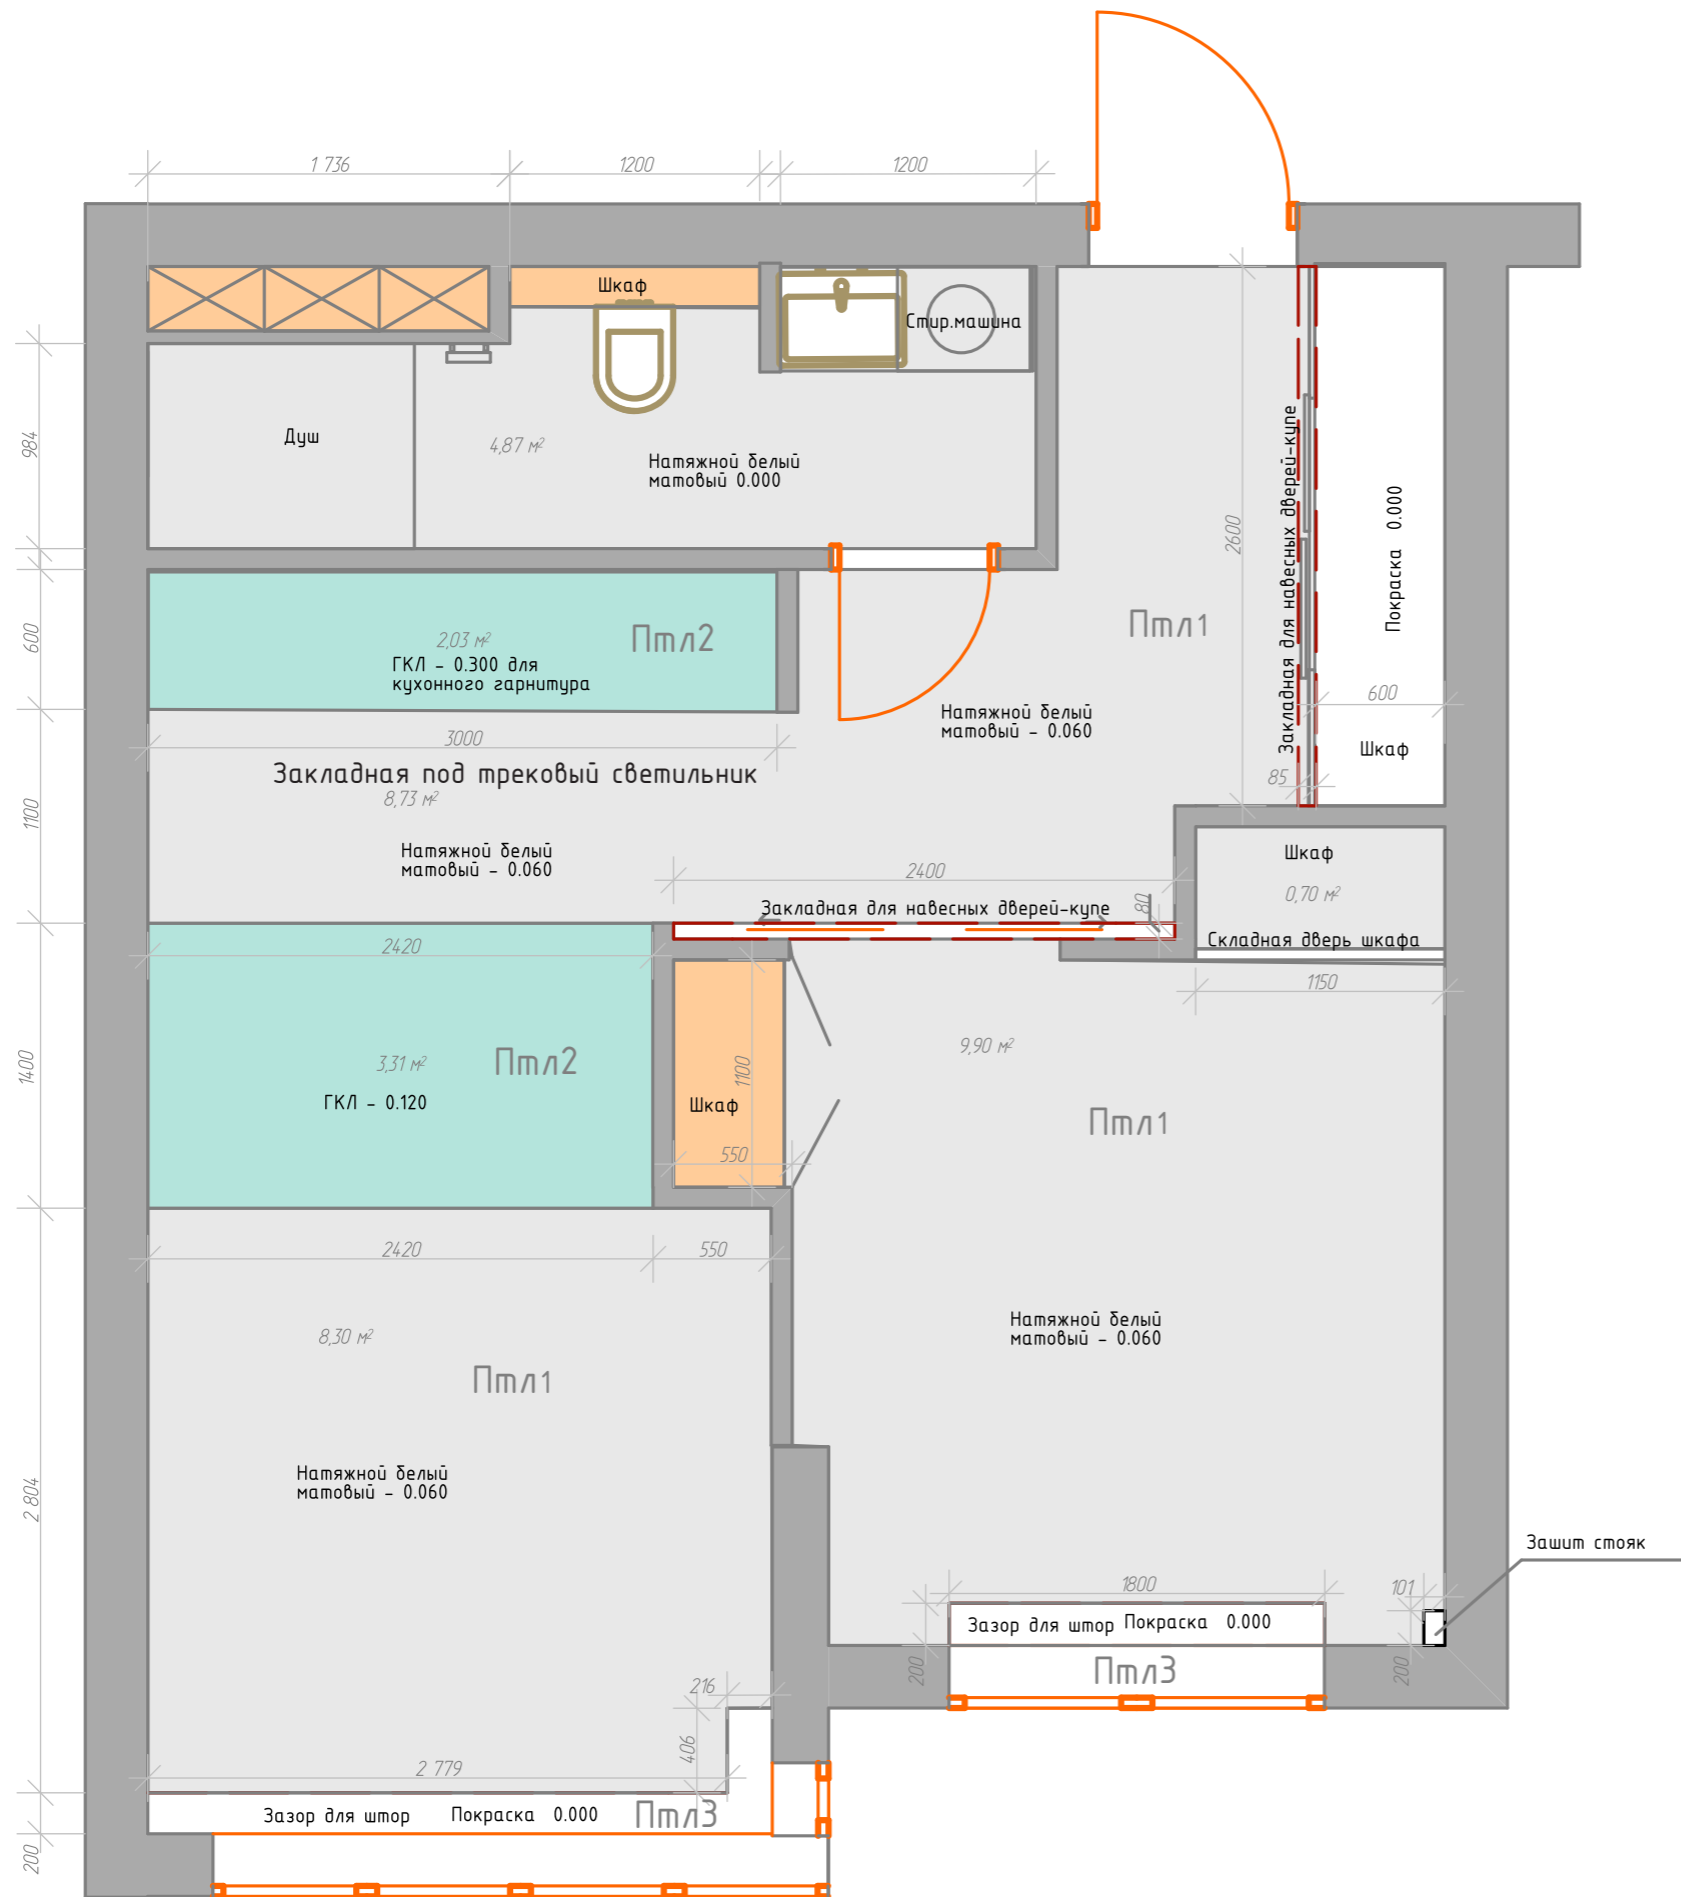 1 736
1200
1200
Шкаф
Стир.машина
984
Душ
4,87 м²
Натяжной белый
матовый 0.000
Закладная для навесных дверей-купе
Покраска 0.000
2600
600
2,03 м²
Птл2
ГКЛ - 0.300 для
кухонного гарнитура
Птл1
600
Натяжной белый
матовый - 0.060
3000
Шкаф
85
Закладная под трековый светильник
8,73 м²
1100
Натяжной белый
матовый - 0.060
Шкаф
2400
0,70 м²
80
Закладная для навесных дверей-купе
Складная дверь шкафа
2420
1150
1400
3,31 м²
Птл2
1100
9,90 м²
ГКЛ - 0.120
Шкаф
Птл1
550
2420
550
8,30 м²
Натяжной белый
матовый - 0.060
Птл1
Натяжной белый
матовый - 0.060
2 804
Зашит стояк
1800
101
Зазор для штор
Покраска 0.000
200
Птл3
200
216
406
2 779
Зазор для штор
Покраска 0.000
Птл3
200